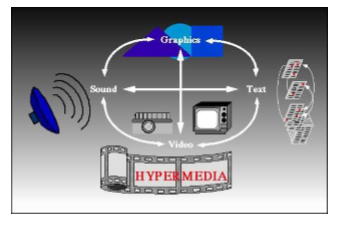 Graphics
Sound
Text
Video
HYPERMEDIA